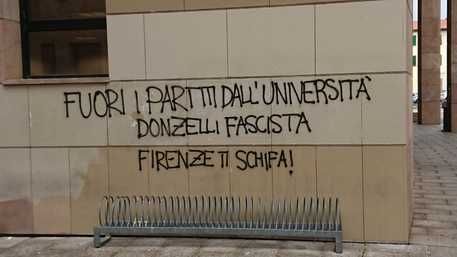 FUORI I PARTITI DALL'UNIVERSITÀ
DONZELLI FASCISTA
FIRENZE TI SCHIFA!